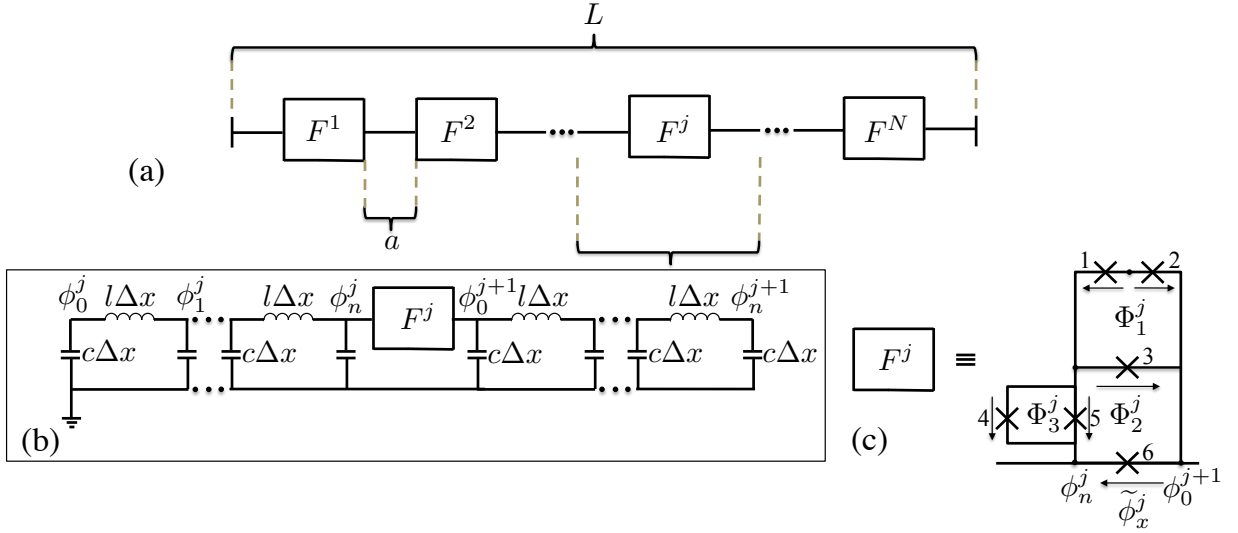 L
F^1 F^2 ... F^j ... F^N
(a)
a
ϕ_0^j lΔx ϕ_1^j lΔx ϕ_n^j F^j ϕ_0^{j+1} lΔx lΔx ϕ_n^{j+1}
cΔx cΔx cΔx cΔx cΔx
(b)
F^j ≡
(c)
1 2
Φ_1^j
3
4 Φ_3^j 5 Φ_2^j
6
ϕ_n^j ϕ̃_x^j ϕ_0^{j+1}